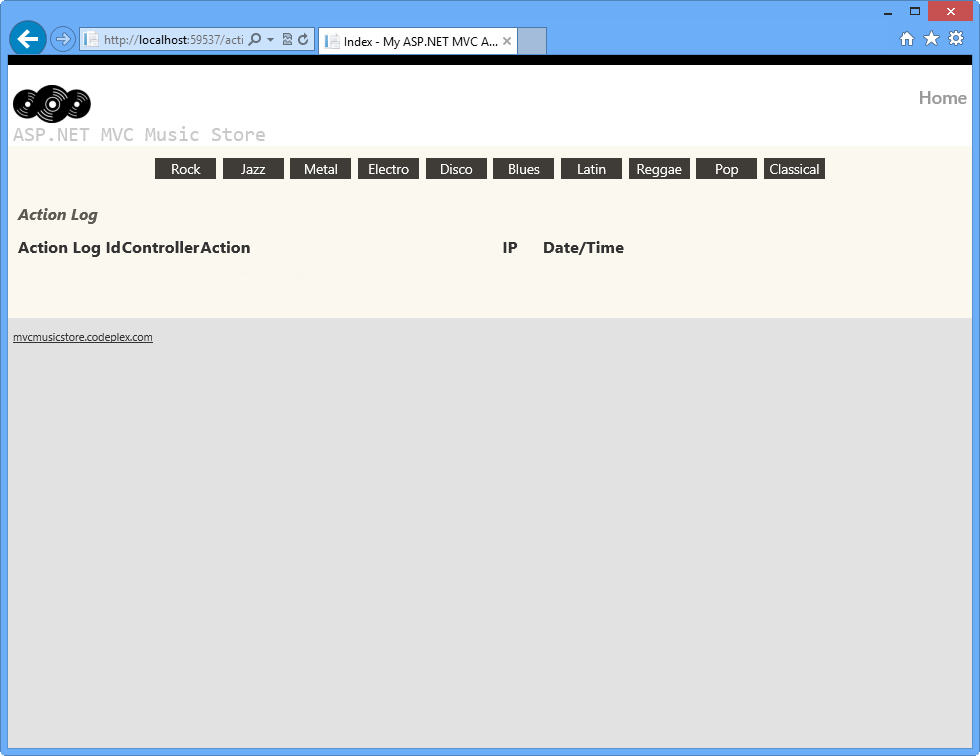 http://localhost:59537/acti
Index - My ASP.NET MVC A...
Home
ASP.NET MVC Music Store
Rock Jazz Metal Electro Disco Blues Latin Reggae Pop Classical
Action Log
Action Log Id Controller Action IP Date/Time
mvcmusicstore.codeplex.com